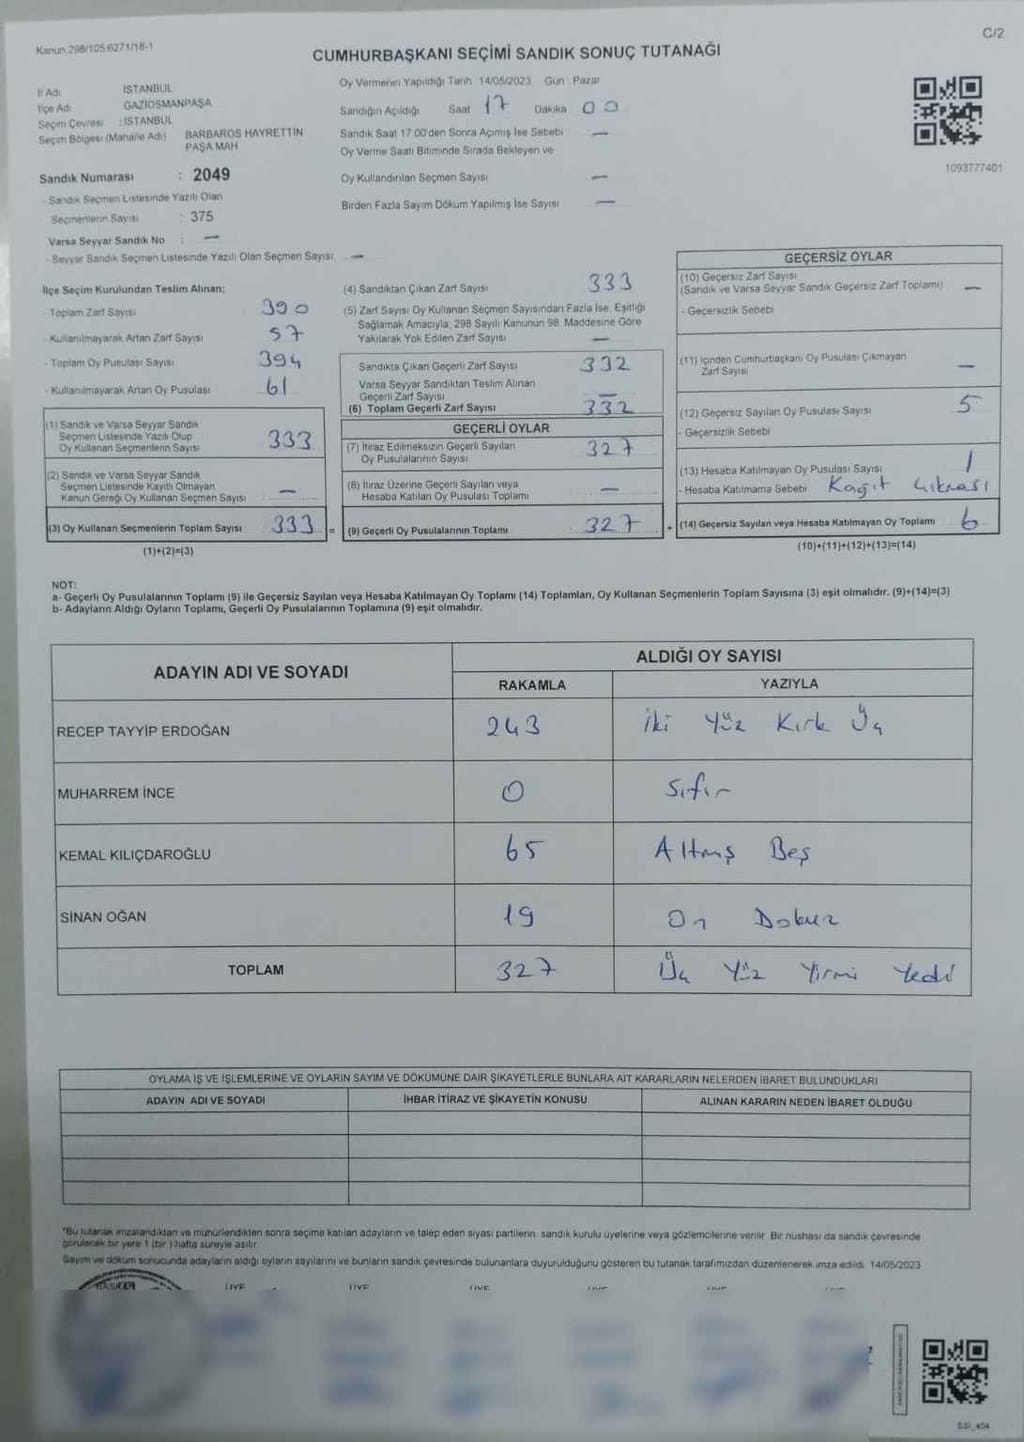 Kanun 298/105 6271/18-1
C/2
CUMHURBAŞKANI SEÇİMİ SANDIK SONUÇ TUTANAĞI
İl Adı İSTANBUL
İlçe Adı GAZİOSMANPAŞA
Seçim Çevresi : İSTANBUL
Seçim Bölgesi (Mahalle Adı) BARBAROS HAYRETTİN PAŞA MAH
Sandık Numarası : 2049
- Sandık Seçmen Listesinde Yazılı Olan
Seçmenlerin Sayısı : 375
Varsa Seyyar Sandık No : —
- Seyyar Sandık Seçmen Listesinde Yazılı Olan Seçmen Sayısı —
Oy Vermenin Yapıldığı Tarih 14/05/2023 Gün Pazar
Sandığın Açıldığı Saat 17 Dakika 00
Sandık Saat 17.00'den Sonra Açılmış İse Sebebi —
Oy Verme Saati Bitiminde Sırada Bekleyen ve
Oy Kullandırılan Seçmen Sayısı —
Birden Fazla Sayım Döküm Yapılmış İse Sayısı —
1093777401
İlçe Seçim Kurulundan Teslim Alınan;
- Toplam Zarf Sayısı 390
- Kullanılmayarak Artan Zarf Sayısı 57
- Toplam Oy Pusulası Sayısı 394
- Kullanılmayarak Artan Oy Pusulası 61
(1) Sandık ve Varsa Seyyar Sandık
Seçmen Listesinde Yazılı Olup
Oy Kullanan Seçmenlerin Sayısı 333
(2) Sandık ve Varsa Seyyar Sandık
Seçmen Listesinde Kayıtlı Olmayan
Kanun Gereği Oy Kullanan Seçmen Sayısı —
(3) Oy Kullanan Seçmenlerin Toplam Sayısı 333 =
(1)+(2)=(3)
(4) Sandıktan Çıkan Zarf Sayısı 333
(5) Zarf Sayısı Oy Kullanan Seçmen Sayısından Fazla İse, Eşitliği
Sağlamak Amacıyla, 298 Sayılı Kanunun 98. Maddesine Göre
Yakılarak Yok Edilen Zarf Sayısı —
Sandıkta Çıkan Geçerli Zarf Sayısı 332
Varsa Seyyar Sandıktan Teslim Alınan
Geçerli Zarf Sayısı —
(6) Toplam Geçerli Zarf Sayısı 332
GEÇERLİ OYLAR
(7) İtiraz Edilmeksizin Geçerli Sayılan
Oy Pusulalarının Sayısı 327
(8) İtiraz Üzerine Geçerli Sayılan veya
Hesaba Katılan Oy Pusulası Toplamı —
(9) Geçerli Oy Pusulalarının Toplamı 327 +
GEÇERSİZ OYLAR
(10) Geçersiz Zarf Sayısı
(Sandık ve Varsa Seyyar Sandık Geçersiz Zarf Toplamı) —
- Geçersizlik Sebebi
(11) İçinden Cumhurbaşkanı Oy Pusulası Çıkmayan
Zarf Sayısı —
(12) Geçersiz Sayılan Oy Pusulası Sayısı 5
- Geçersizlik Sebebi
(13) Hesaba Katılmayan Oy Pusulası Sayısı 1
- Hesaba Katılmama Sebebi Kağıt çıkması
(14) Geçersiz Sayılan veya Hesaba Katılmayan Oy Toplamı 6
(10)+(11)+(12)+(13)=(14)
NOT:
a- Geçerli Oy Pusulalarının Toplamı (9) ile Geçersiz Sayılan veya Hesaba Katılmayan Oy Toplamı (14) Toplamları, Oy Kullanan Seçmenlerin Toplam Sayısına (3) eşit olmalıdır. (9)+(14)=(3)
b- Adayların Aldığı Oyların Toplamı, Geçerli Oy Pusulalarının Toplamına (9) eşit olmalıdır.
ADAYIN ADI VE SOYADI ALDIĞI OY SAYISI
RAKAMLA YAZIYLA
RECEP TAYYİP ERDOĞAN 243 İki Yüz Kırk Üç
MUHARREM İNCE 0 Sıfır
KEMAL KILIÇDAROĞLU 65 Altmış Beş
SİNAN OĞAN 19 On Dokuz
TOPLAM 327 Üç Yüz Yirmi Yedi
OYLAMA İŞ VE İŞLEMLERİNE VE OYLARIN SAYIM VE DÖKÜMÜNE DAİR ŞİKAYETLERLE BUNLARA AİT KARARLARIN NELERDEN İBARET BULUNDUKLARI
ADAYIN ADI VE SOYADI İHBAR İTİRAZ VE ŞİKAYETİN KONUSU ALINAN KARARIN NEDEN İBARET OLDUĞU
"Bu tutanak imzalandıktan ve mühürlendikten sonra seçime katılan adayların ve talep eden siyasi partilerin sandık kurulu üyelerine veya gözlemcilerine verilir. Bir nüshası da sandık çevresinde
görülecek bir yere 1 (bir) hafta süreyle asılır.
Sayım ve döküm sonucunda adayların aldığı oyların sayılarını ve bunların sandık çevresinde bulunanlara duyurulduğunu gösteren bu tutanak tarafımızdan düzenlenerek imza edildi. 14/05/2023
BAŞKAN ÜYE ÜYE ÜYE ÜYE ÜYE ÜYE